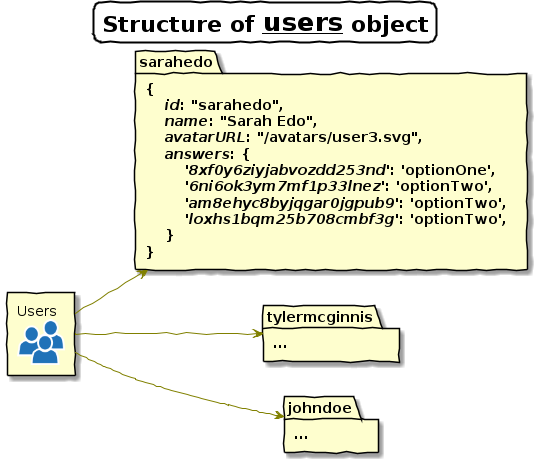 Structure of users object
sarahedo
{
id: "sarahedo",
name: "Sarah Edo",
avatarURL: "/avatars/user3.svg",
answers: {
'8xf0y6ziyjabvozdd253nd': 'optionOne',
'6ni6ok3ym7mf1p33lnez': 'optionTwo',
'am8ehyc8byjqgar0jgpub9': 'optionTwo',
'loxhs1bqm25b708cmbf3g': 'optionTwo',
}
}
Users
tylermcginnis
...
johndoe
...